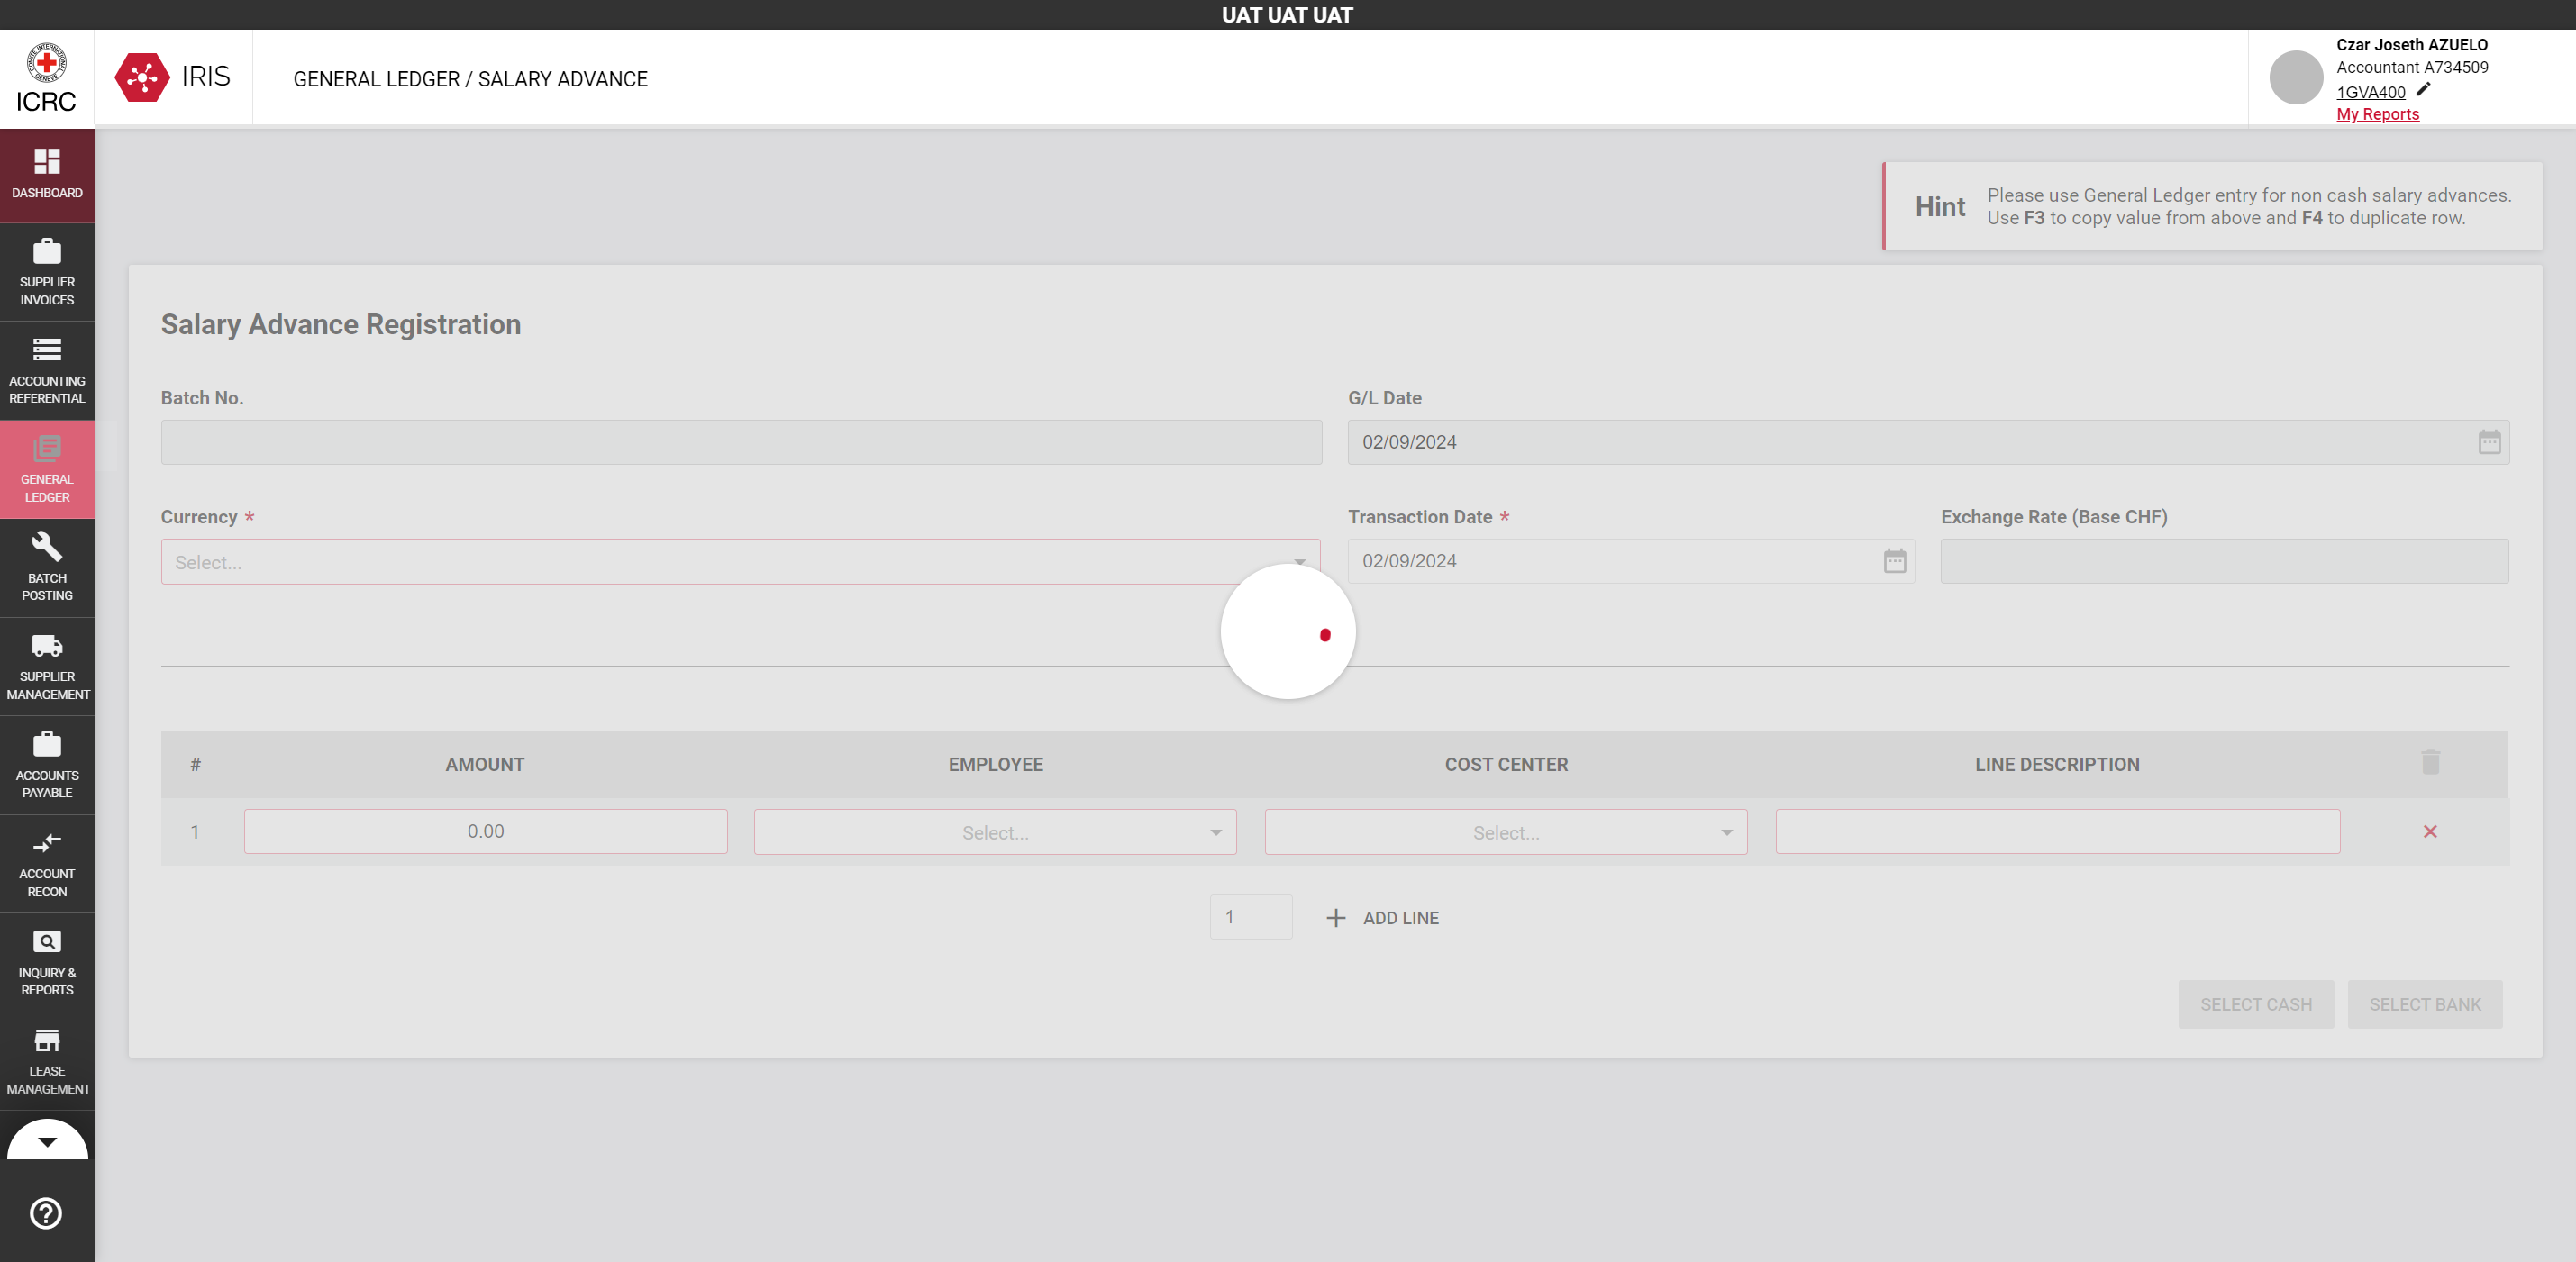 UAT UAT UAT
COMITE INTERNATIONAL GENEVE
ICRC
IRIS
GENERAL LEDGER / SALARY ADVANCE
Czar Joseth AZUELO
Accountant A734509
1GVA400
My Reports
DASHBOARD
SUPPLIER
INVOICES
ACCOUNTING
REFERENTIAL
GENERAL
LEDGER
BATCH
POSTING
SUPPLIER
MANAGEMENT
ACCOUNTS
PAYABLE
ACCOUNT
RECON
INQUIRY &
REPORTS
LEASE
MANAGEMENT
Hint
Please use General Ledger entry for non cash salary advances.
Use F3 to copy value from above and F4 to duplicate row.
Salary Advance Registration
Batch No.
G/L Date
02/09/2024
Currency *
Transaction Date *
Exchange Rate (Base CHF)
Select...
02/09/2024
# AMOUNT EMPLOYEE COST CENTER LINE DESCRIPTION
1 0.00 Select... Select...
1 ADD LINE
SELECT CASH SELECT BANK